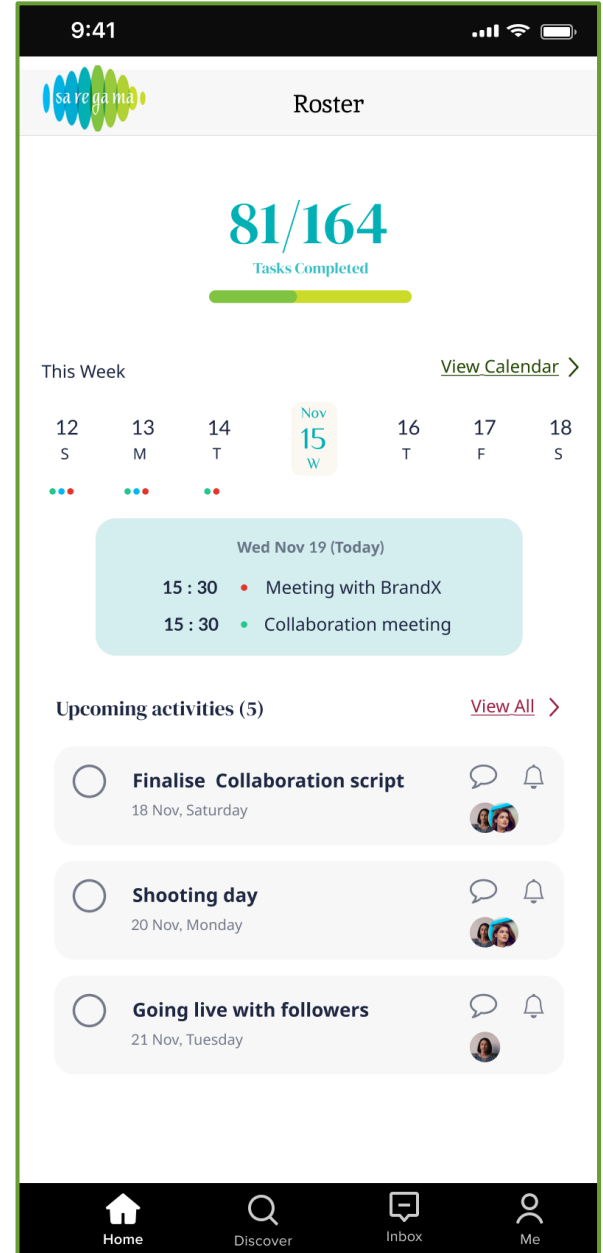 9:41
sa re ga ma
Roster
81/164
Tasks Completed
This Week
View Calendar
Nov
12 13 14 15 16 17 18
S M T W T F S
Wed Nov 19 (Today)
15 : 30 • Meeting with BrandX
15 : 30 • Collaboration meeting
Upcoming activities (5)
View All
Finalise Collaboration script
18 Nov, Saturday
Shooting day
20 Nov, Monday
Going live with followers
21 Nov, Tuesday
Home Discover Inbox Me